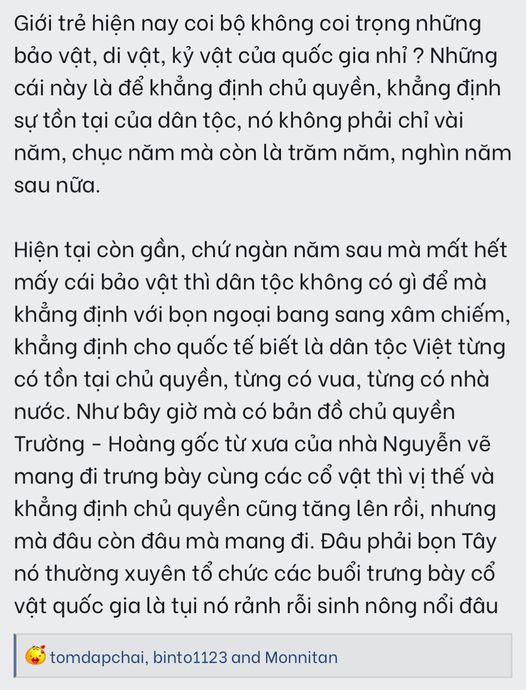 Giới trẻ hiện nay coi bộ không coi trọng những
bảo vật, di vật, kỷ vật của quốc gia nhỉ ? Những
cái này là để khẳng định chủ quyền, khẳng định
sự tồn tại của dân tộc, nó không phải chỉ vài
năm, chục năm mà còn là trăm năm, nghìn năm
sau nữa.

Hiện tại còn gần, chứ ngàn năm sau mà mất hết
mấy cái bảo vật thì dân tộc không có gì để mà
khẳng định với bọn ngoại bang sang xâm chiếm,
khẳng định cho quốc tế biết là dân tộc Việt từng
có tồn tại chủ quyền, từng có vua, từng có nhà
nước. Như bây giờ mà có bản đồ chủ quyền
Trường - Hoàng gốc từ xưa của nhà Nguyễn vẽ
mang đi trưng bày cùng các cổ vật thì vị thế và
khẳng định chủ quyền cũng tăng lên rồi, nhưng
mà đâu còn đâu mà mang đi. Đâu phải bọn Tây
nó thường xuyên tổ chức các buổi trưng bày cổ
vật quốc gia là tụi nó rảnh rỗi sinh nông nổi đâu
tomdapchai, binto1123 and Monnitan